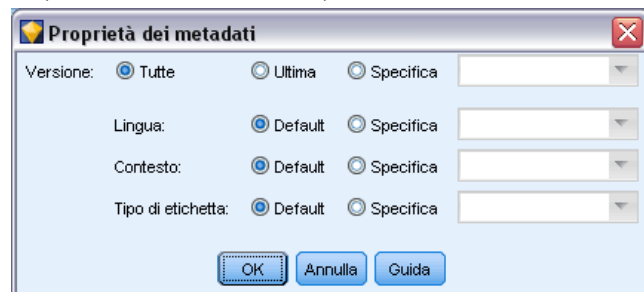 Proprietà dei metadati
Versione: Tutte Ultima Specifica
Lingua: Default Specifica
Contesto: Default Specifica
Tipo di etichetta: Default Specifica
OK Annulla Guida